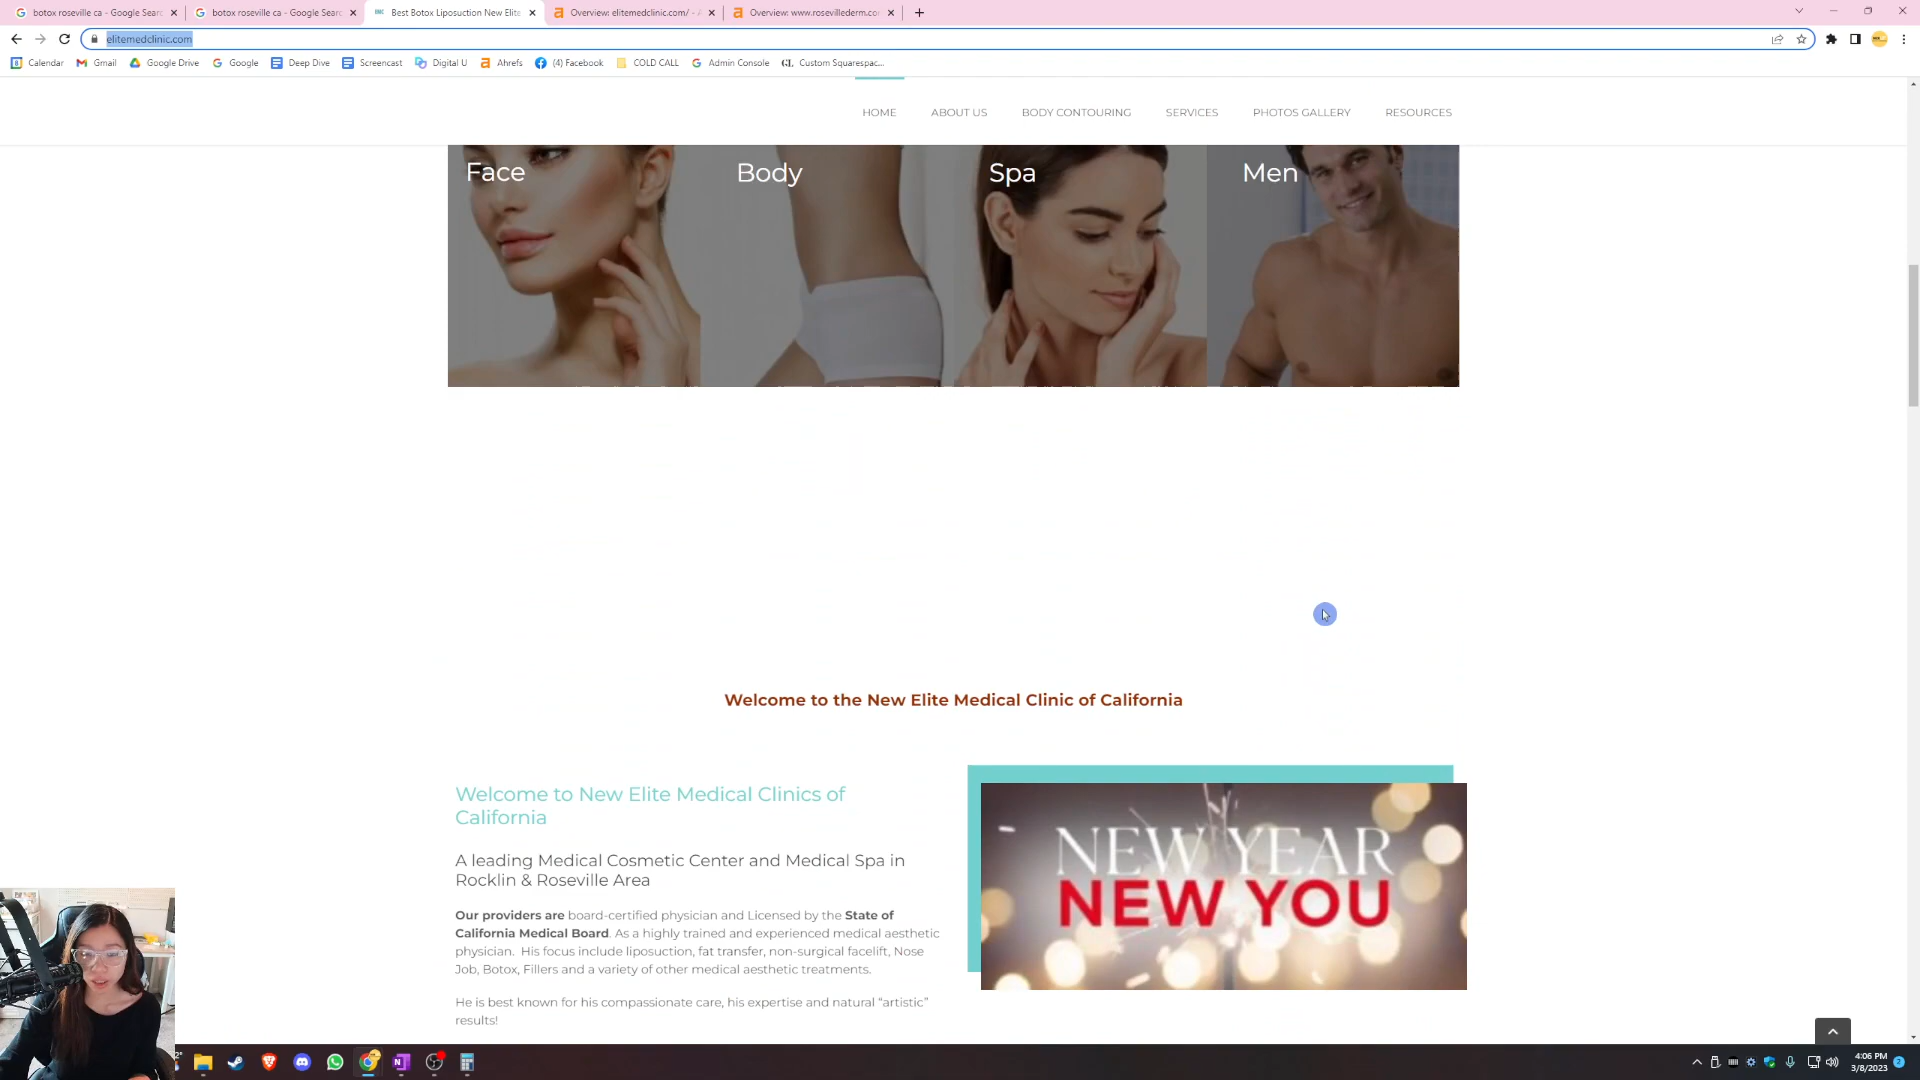 botox roseville ca - Google Searc
botox roseville ca - Google Searc
Best Botox Liposuction New Elite
Overview: elitemedclinic.com/ - A
Overview: www.rosevillederm.co
elitemedclinic.com
Calendar
Gmail
Google Drive
Google
Deep Dive
Screencast
Digital U
Ahrefs
(4) Facebook
COLD CALL
Admin Console
Custom Squarespac...
HOME
ABOUT US
BODY CONTOURING
SERVICES
PHOTOS GALLERY
RESOURCES
Face
Body
Spa
Men
Welcome to the New Elite Medical Clinic of California
Welcome to New Elite Medical Clinics of
California
A leading Medical Cosmetic Center and Medical Spa in
Rocklin & Roseville Area
Our providers are board-certified physician and Licensed by the State of
California Medical Board. As a highly trained and experienced medical aesthetic
physician. His focus include liposuction, fat transfer, non-surgical facelift, Nose
Job, Botox, Fillers and a variety of other medical aesthetic treatments.
He is best known for his compassionate care, his expertise and natural “artistic”
results!
NEW YEAR
NEW YOU
4:06 PM
3/8/2023